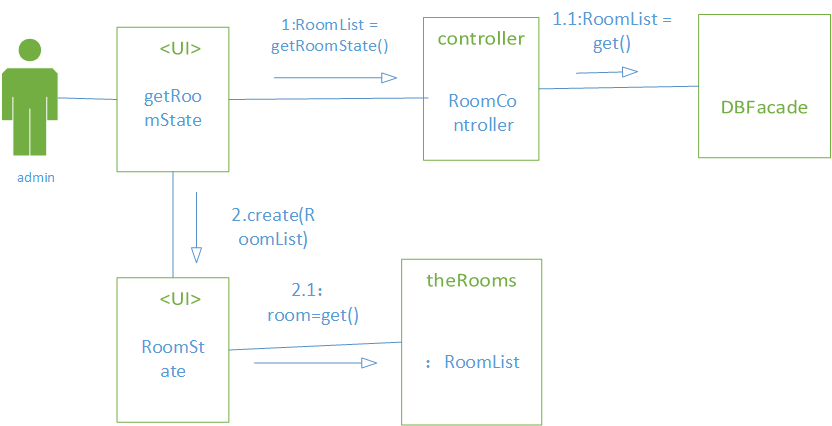 <UI>
getRoo
mState
1:RoomList =
getRoomState()
controller
RoomCo
ntroller
1.1:RoomList =
get()
DBFacade
admin
2.create(R
oomList)
<UI>
RoomSt
ate
2.1：
room=get()
theRooms
：RoomList